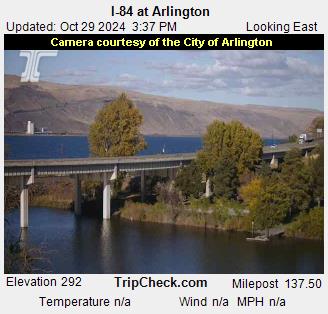 I-84 at Arlington
Updated: Oct 29 2024 3:37 PM Looking East
Camera courtesy of the City of Arlington
Elevation 292 TripCheck.com Milepost 137.50
Temperature n/a Wind n/a MPH n/a